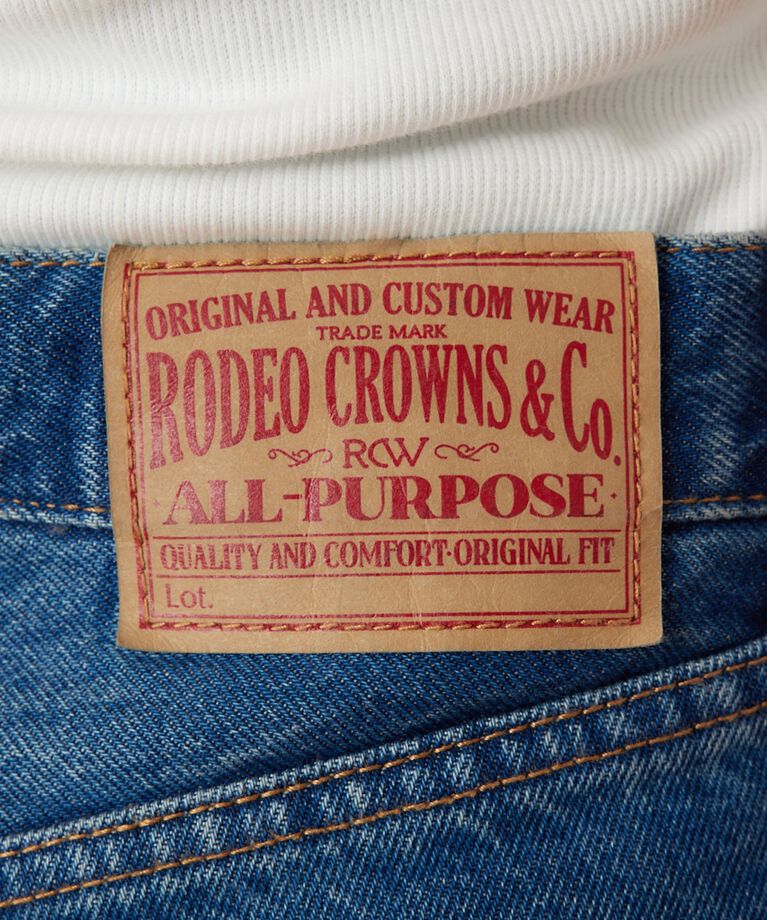 ORIGINAL AND CUSTOM WEAR
TRADE MARK
RODEO CROWNS & Co.
RCW
ALL-PURPOSE
QUALITY AND COMFORT·ORIGINAL FIT
Lot.